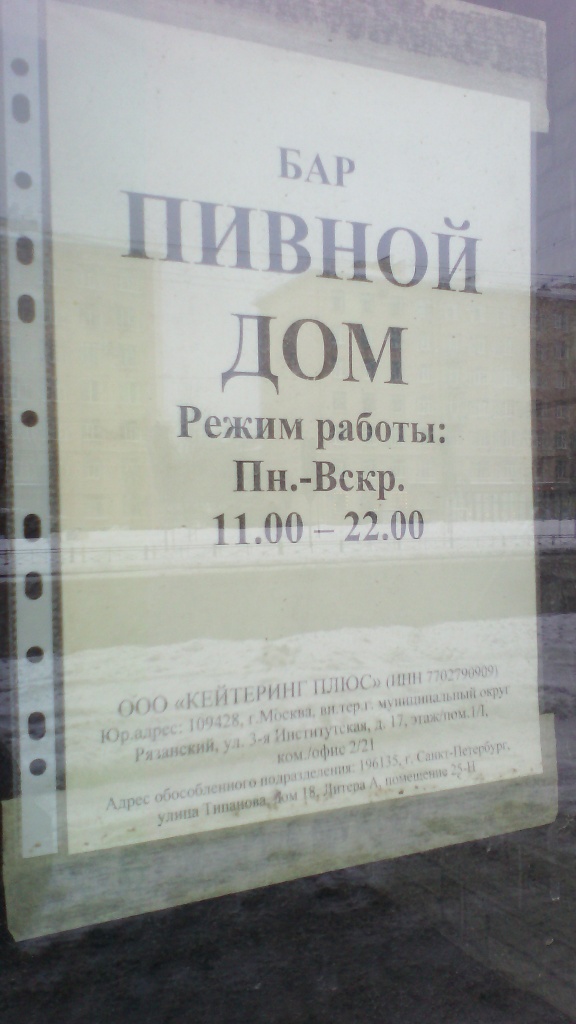 БАР
ПИВНОЙ
ДОМ
Режим работы:
Пн.-Вскр.
11.00 – 22.00
ООО «КЕЙТЕРИНГ ПЛЮС» (ИНН 7702790909)
Юр.адрес: 109428, г.Москва, вн.тер.г. муниципальный округ
Рязанский, ул. 3-я Институтская, д. 17, этаж/пом.1/I,
ком./офис 2/21
Адрес обособленного подразделения: 196135, г. Санкт-Петербург,
улица Типанова, дом 18, Литера А, помещение 25-Н